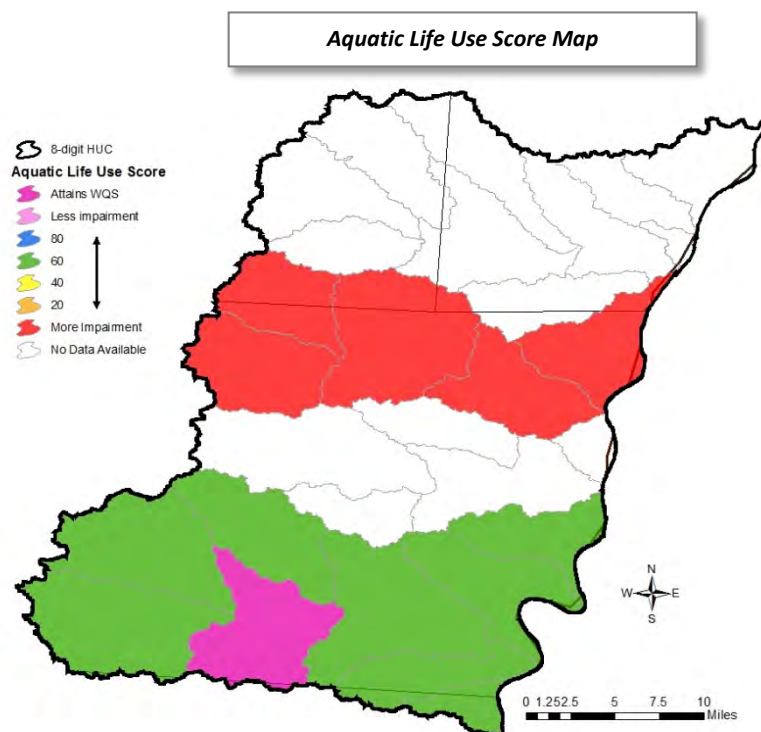 Aquatic Life Use Score Map
8-digit HUC
Aquatic Life Use Score
Attains WQS
Less impairment
80
60
40
20
More Impairment
No Data Available
N
W E
S
0 1.252.5 5 7.5 10
Miles